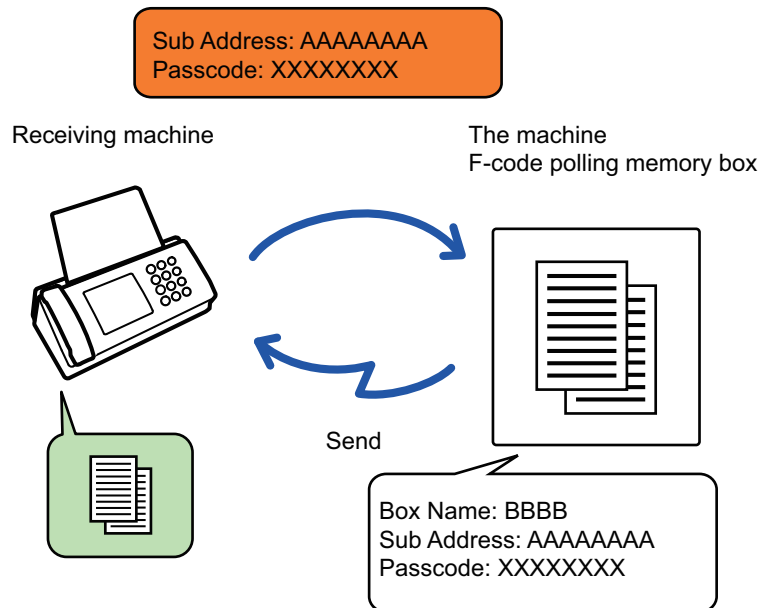 Sub Address: AAAAAAAA
Passcode: XXXXXXXX
Receiving machine
The machine
F-code polling memory box
Send
Box Name: BBBB
Sub Address: AAAAAAAA
Passcode: XXXXXXXX